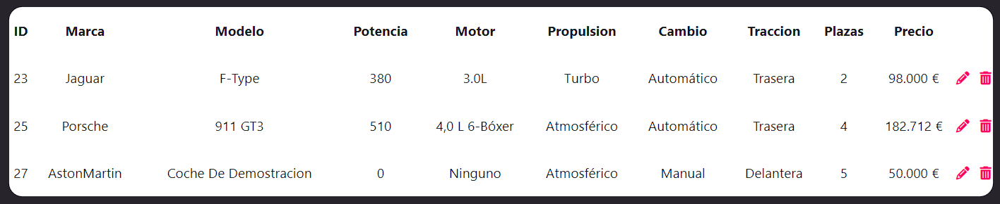 ID Marca Modelo Potencia Motor Propulsion Cambio Traccion Plazas Precio
23 Jaguar F-Type 380 3.0L Turbo Automático Trasera 2 98.000 €
25 Porsche 911 GT3 510 4,0 L 6-Bóxer Atmosférico Automático Trasera 4 182.712 €
27 AstonMartin Coche De Demostracion 0 Ninguno Atmosférico Manual Delantera 5 50.000 €